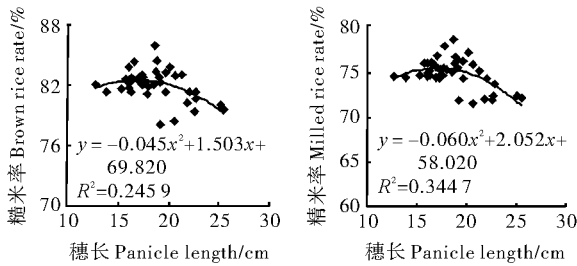 88
82
76
70
糙米率 Brown rice rate/%
y = −0.045x²+1.503x+
69.820
R²=0.245 9
10 15 20 25 30
穗长 Panicle length/cm
80
75
70
65
60
精米率 Milled rice rate/%
y = −0.060x²+2.052x+
58.020
R²=0.344 7
10 15 20 25 30
穗长 Panicle length/cm